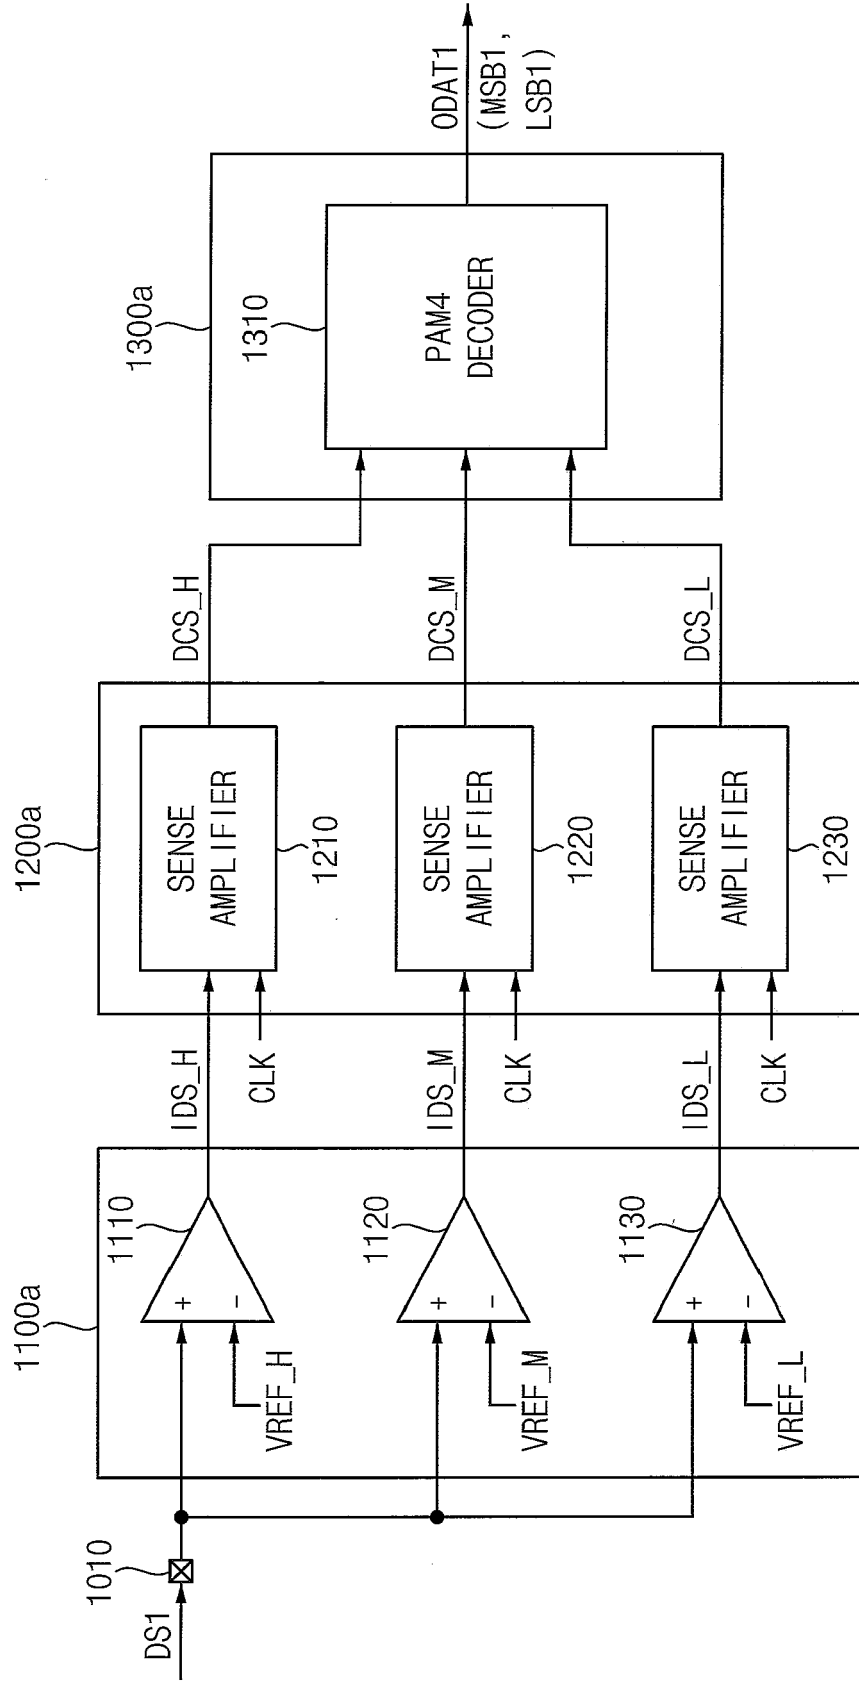 1100a
1200a
1300a
DS1
1010
1110
+
-
VREF_H
IDS_H
CLK
SENSE
AMPLIFIER
1210
DCS_H
1120
+
-
VREF_M
IDS_M
CLK
SENSE
AMPLIFIER
1220
DCS_M
1130
+
-
VREF_L
IDS_L
CLK
SENSE
AMPLIFIER
1230
DCS_L
1310
PAM4
DECODER
ODAT1
(MSB1,
LSB1)